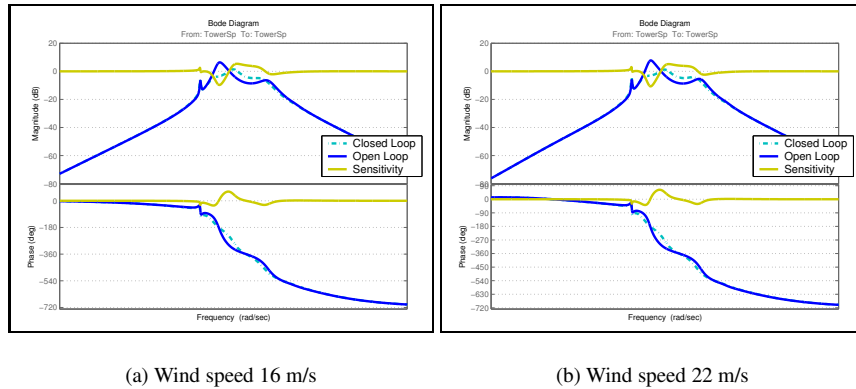 Bode Diagram
From: TowerSp To: TowerSp
20
0
−20
−40
−60
−80
Magnitude (dB)
Closed Loop
Open Loop
Sensitivity
0
−180
−360
−540
−720
Phase (deg)
Frequency (rad/sec)
(a) Wind speed 16 m/s
Bode Diagram
From: TowerSp To: TowerSp
20
0
−20
−40
−60
−80
Magnitude (dB)
Closed Loop
Open Loop
Sensitivity
90
0
−90
−180
−270
−360
−450
−540
−630
−720
Phase (deg)
Frequency (rad/sec)
(b) Wind speed 22 m/s